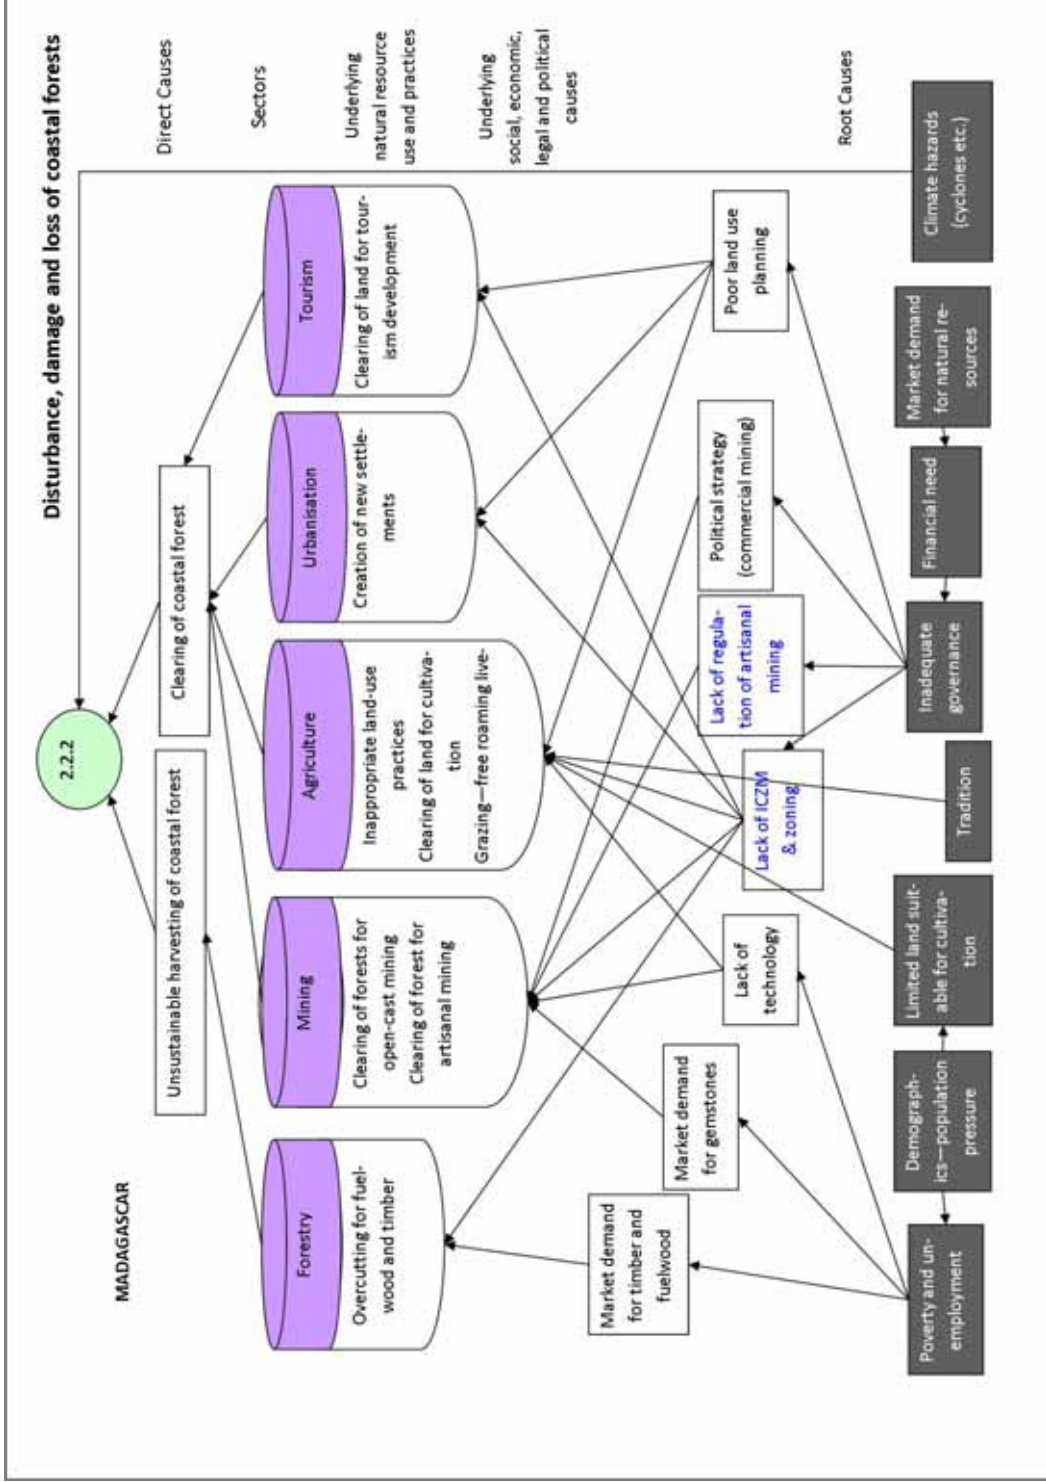 Disturbance, damage and loss of coastal forests
MADAGASCAR
2.2.2
Direct Causes
Unsustainable harvesting of coastal forest
Clearing of coastal forest
Sectors
Forestry
Mining
Agriculture
Urbanisation
Tourism
Underlying
natural resource
use and practices
Overcutting for fuel-
wood and timber
Clearing of forests for
open-cast mining
Clearing of forest for
artisanal mining
Inappropriate land-use
practices
Clearing of land for cultiva-
tion
Grazing—free roaming live-
Creation of new settle-
ments
Clearing of land for tour-
ism development
Underlying
social, economic,
legal and political
causes
Market demand
for timber and
fuelwood
Market demand
for gemstones
Lack of
technology
Lack of ICZM
& zoning
Lack of regula-
tion of artisanal
mining
Political strategy
(commercial mining)
Poor land use
planning
Root Causes
Poverty and un-
employment
Demograph-
ics—population
pressure
Limited land suit-
able for cultiva-
tion
Tradition
Inadequate
governance
Financial need
Market demand
for natural re-
sources
Climate hazards
(cyclones etc.)